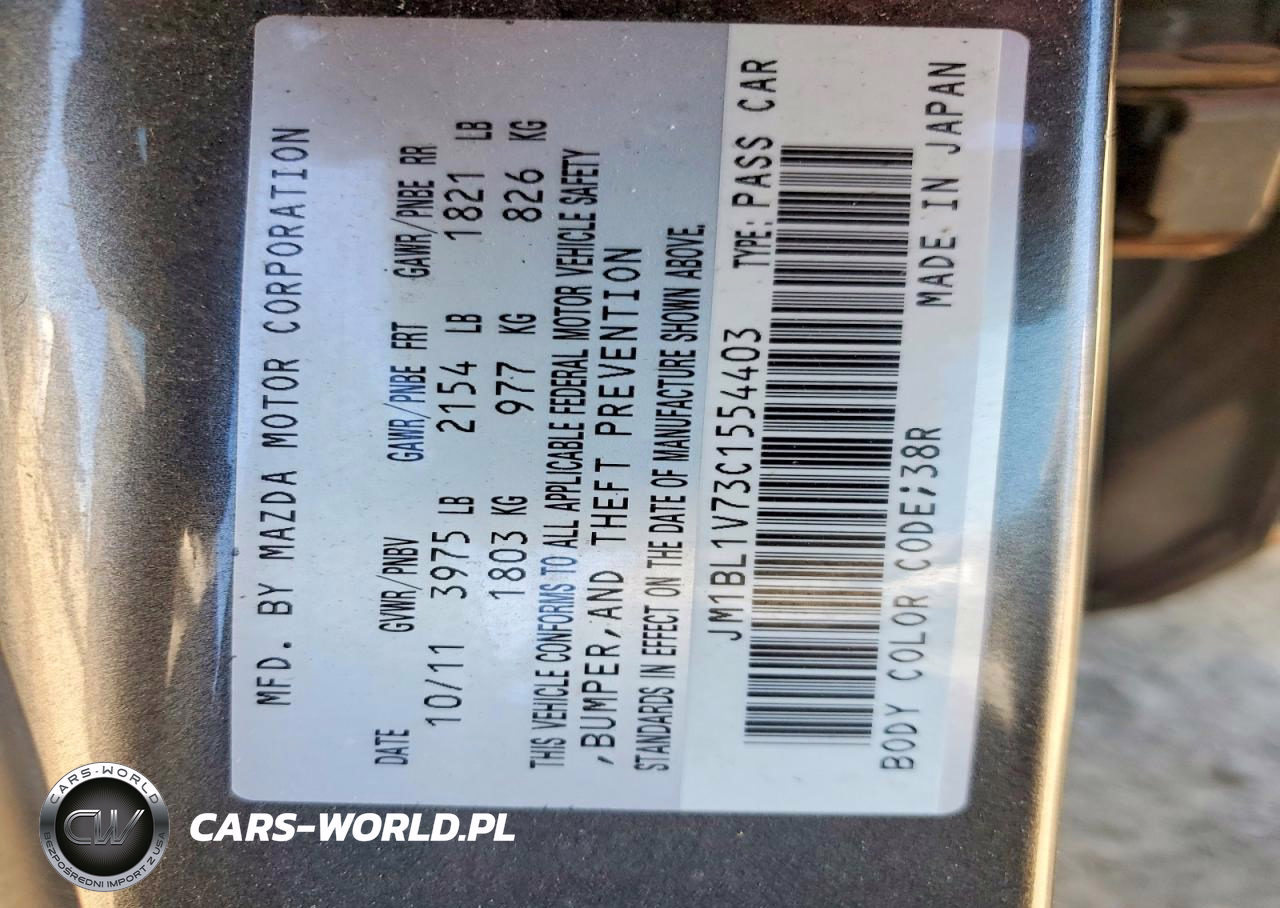 MFD. BY MAZDA MOTOR CORPORATION
DATE GVWR/PNBV GAWR/PNBE FRT GAWR/PNBE RR
10/11 3975 LB 2154 LB 1821 LB
1803 KG 977 KG 826 KG
THIS VEHICLE CONFORMS TO ALL APPLICABLE FEDERAL MOTOR VEHICLE SAFETY
,BUMPER,AND THEFT PREVENTION
STANDARDS IN EFFECT ON THE DATE OF MANUFACTURE SHOWN ABOVE.
JM1BL1V73C1554403 TYPE: PASS CAR
BODY COLOR CODE;38R MADE IN JAPAN
CARS-WORLD
CW
BEZPOŚREDNI IMPORT Z USA
CARS-WORLD.PL